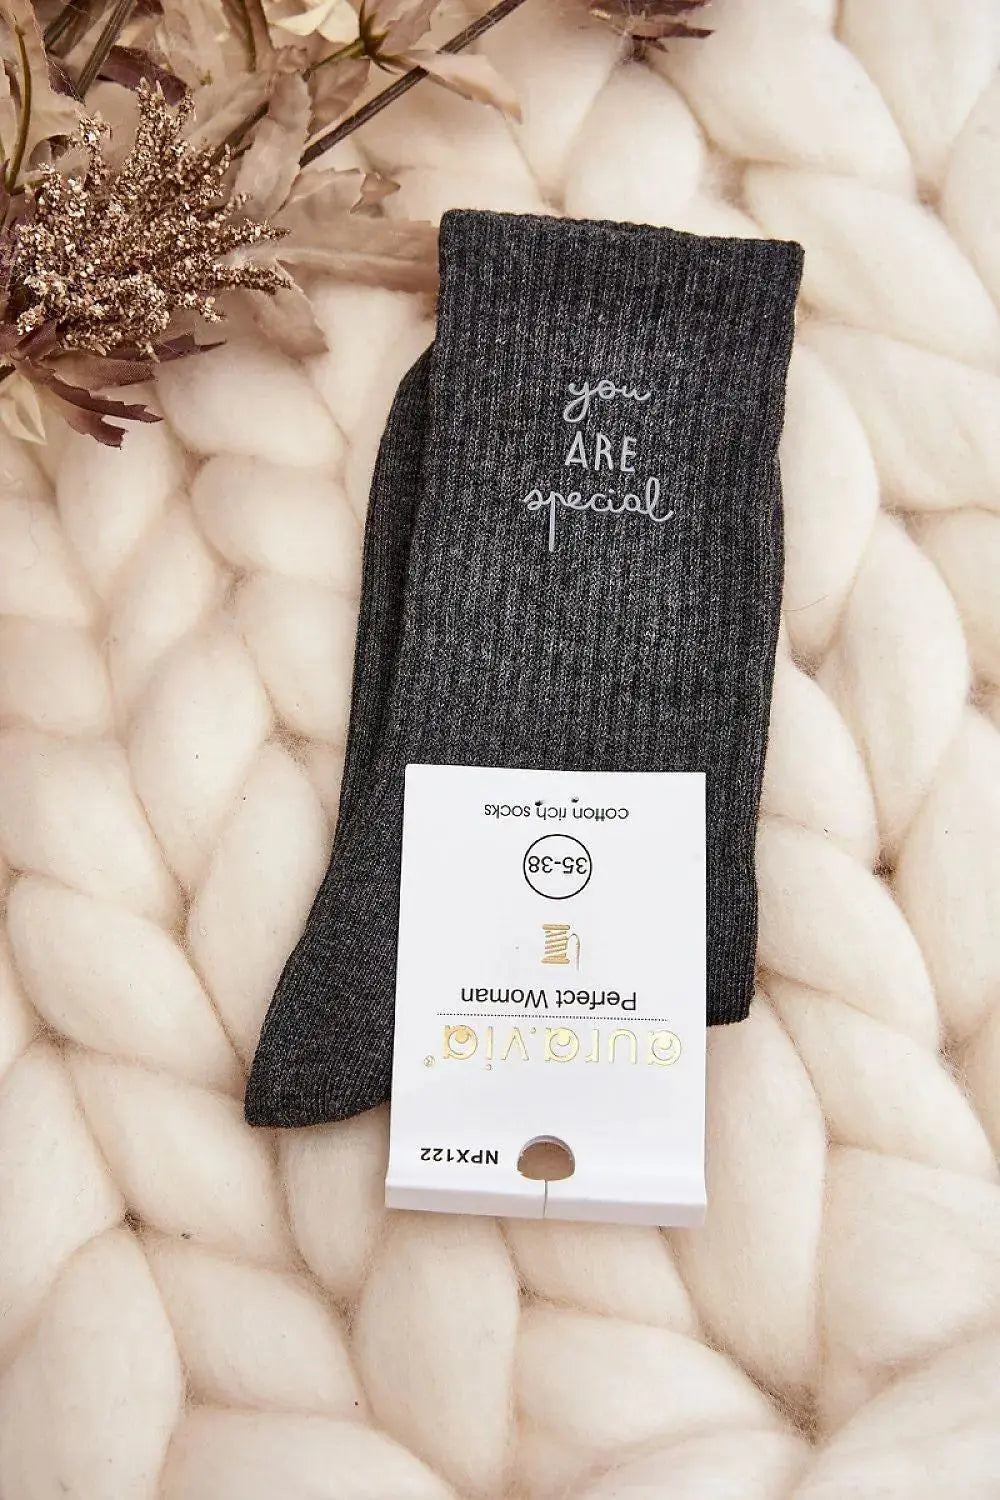 you
ARE
special
NPX122
aura.via®
Perfect Woman
35-38
cotton rich socks